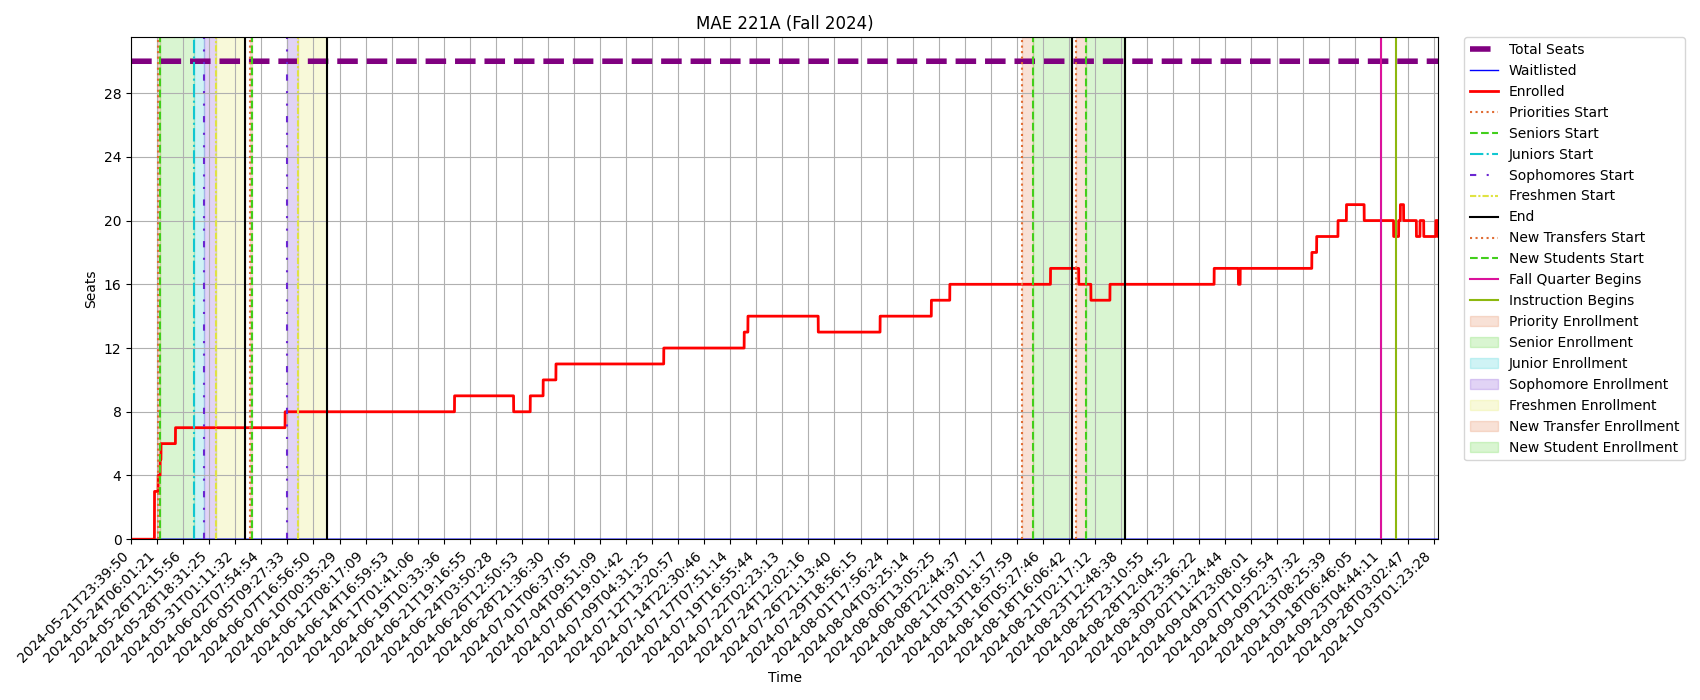 MAE 221A (Fall 2024)
Seats
28
24
20
16
12
8
4
0
2024-05-21T23:39:50
2024-05-24T06:01:21
2024-05-26T12:15:56
2024-05-28T18:31:25
2024-05-31T01:11:32
2024-06-02T07:54:54
2024-06-05T09:27:33
2024-06-07T16:56:50
2024-06-10T00:35:29
2024-06-12T08:17:09
2024-06-14T16:59:53
2024-06-17T01:41:06
2024-06-19T10:33:36
2024-06-21T19:16:55
2024-06-24T03:50:28
2024-06-26T12:50:53
2024-06-28T21:36:30
2024-07-01T06:37:05
2024-07-04T09:51:09
2024-07-06T19:01:42
2024-07-09T04:31:25
2024-07-12T13:20:57
2024-07-14T22:30:46
2024-07-17T07:51:14
2024-07-19T16:55:44
2024-07-22T02:23:13
2024-07-24T12:02:16
2024-07-26T21:13:40
2024-07-29T18:56:15
2024-08-01T17:56:24
2024-08-04T03:25:14
2024-08-06T13:05:25
2024-08-08T22:44:37
2024-08-11T09:01:17
2024-08-13T18:57:59
2024-08-16T05:27:46
2024-08-18T16:06:42
2024-08-21T02:17:12
2024-08-23T12:48:38
2024-08-25T23:10:55
2024-08-28T12:04:52
2024-08-30T23:36:22
2024-09-02T11:24:44
2024-09-04T23:08:01
2024-09-07T10:56:54
2024-09-09T22:37:32
2024-09-13T08:25:39
2024-09-18T06:46:05
2024-09-23T04:44:11
2024-09-28T03:02:47
2024-10-03T01:23:28
Time
Total Seats
Waitlisted
Enrolled
Priorities Start
Seniors Start
Juniors Start
Sophomores Start
Freshmen Start
End
New Transfers Start
New Students Start
Fall Quarter Begins
Instruction Begins
Priority Enrollment
Senior Enrollment
Junior Enrollment
Sophomore Enrollment
Freshmen Enrollment
New Transfer Enrollment
New Student Enrollment